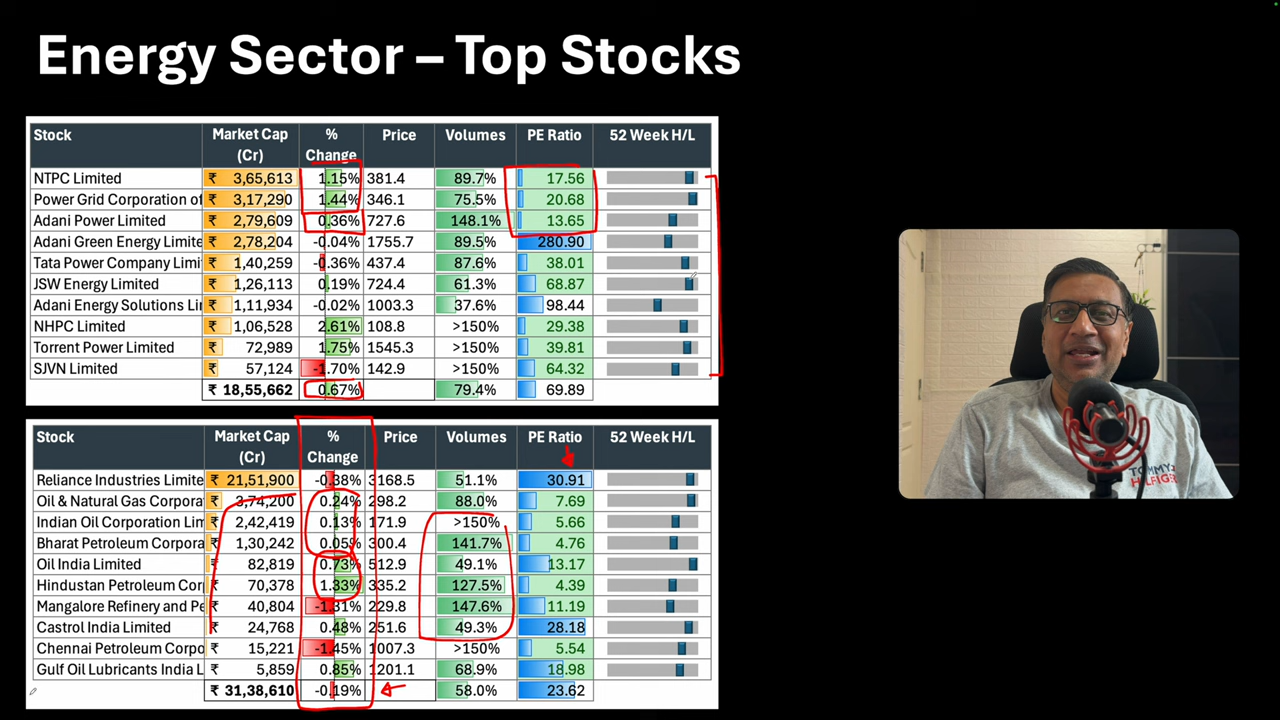 Energy Sector – Top Stocks
Stock Market Cap (Cr) % Change Price Volumes PE Ratio 52 Week H/L
NTPC Limited ₹ 3,65,613 1.15% 381.4 89.7% 17.56
Power Grid Corporation of ₹ 3,17,290 1.44% 346.1 75.5% 20.68
Adani Power Limited ₹ 2,79,609 0.36% 727.6 148.1% 13.65
Adani Green Energy Limite ₹ 2,78,204 -0.04% 1755.7 89.5% 280.90
Tata Power Company Limi ₹ 1,40,259 -0.36% 437.4 87.6% 38.01
JSW Energy Limited ₹ 1,26,113 0.19% 724.4 61.3% 68.87
Adani Energy Solutions Li ₹ 1,11,934 -0.02% 1003.3 37.6% 98.44
NHPC Limited ₹ 1,06,528 2.61% 108.8 >150% 29.38
Torrent Power Limited ₹ 72,989 1.75% 1545.3 >150% 39.81
SJVN Limited ₹ 57,124 -1.70% 142.9 >150% 64.32
₹ 18,55,662 0.67% 79.4% 69.89
Stock Market Cap (Cr) % Change Price Volumes PE Ratio 52 Week H/L
Reliance Industries Limite ₹ 21,51,900 -0.38% 3168.5 51.1% 30.91
Oil & Natural Gas Corpora ₹ 3,74,200 0.24% 298.2 88.0% 7.69
Indian Oil Corporation Lim ₹ 2,42,419 0.13% 171.9 >150% 5.66
Bharat Petroleum Corpora ₹ 1,30,242 0.05% 300.4 141.7% 4.76
Oil India Limited ₹ 82,819 0.73% 512.9 49.1% 13.17
Hindustan Petroleum Cor ₹ 70,378 1.33% 335.2 127.5% 4.39
Mangalore Refinery and Pe ₹ 40,804 -1.31% 229.8 147.6% 11.19
Castrol India Limited ₹ 24,768 0.48% 251.6 49.3% 28.18
Chennai Petroleum Corpo ₹ 15,221 -1.45% 1007.3 >150% 5.54
Gulf Oil Lubricants India L ₹ 5,859 0.85% 1201.1 68.9% 18.98
₹ 31,38,610 -0.19% 58.0% 23.62
TOMMY
HILFIGER